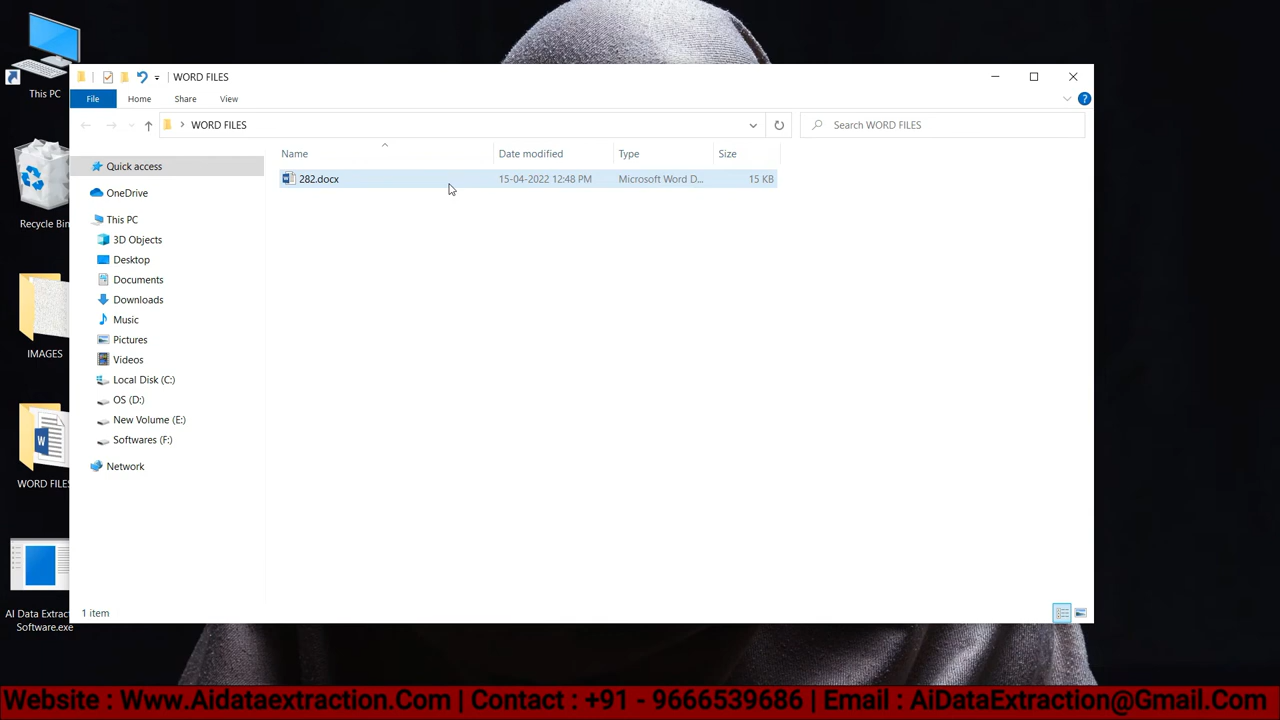 This PC
Recycle Bin
IMAGES
WORD FILES
AI Data Extrac
Software.exe
WORD FILES
File
Home
Share
View
WORD FILES
Search WORD FILES
Name
Date modified
Type
Size
282.docx
15-04-2022 12:48 PM
Microsoft Word D...
15 KB
Quick access
OneDrive
This PC
3D Objects
Desktop
Documents
Downloads
Music
Pictures
Videos
Local Disk (C:)
OS (D:)
New Volume (E:)
Softwares (F:)
Network
1 item
Website : Www.Aidataextraction.Com | Contact : +91 - 9666539686 | Email : AiDataExtraction@Gmail.Com